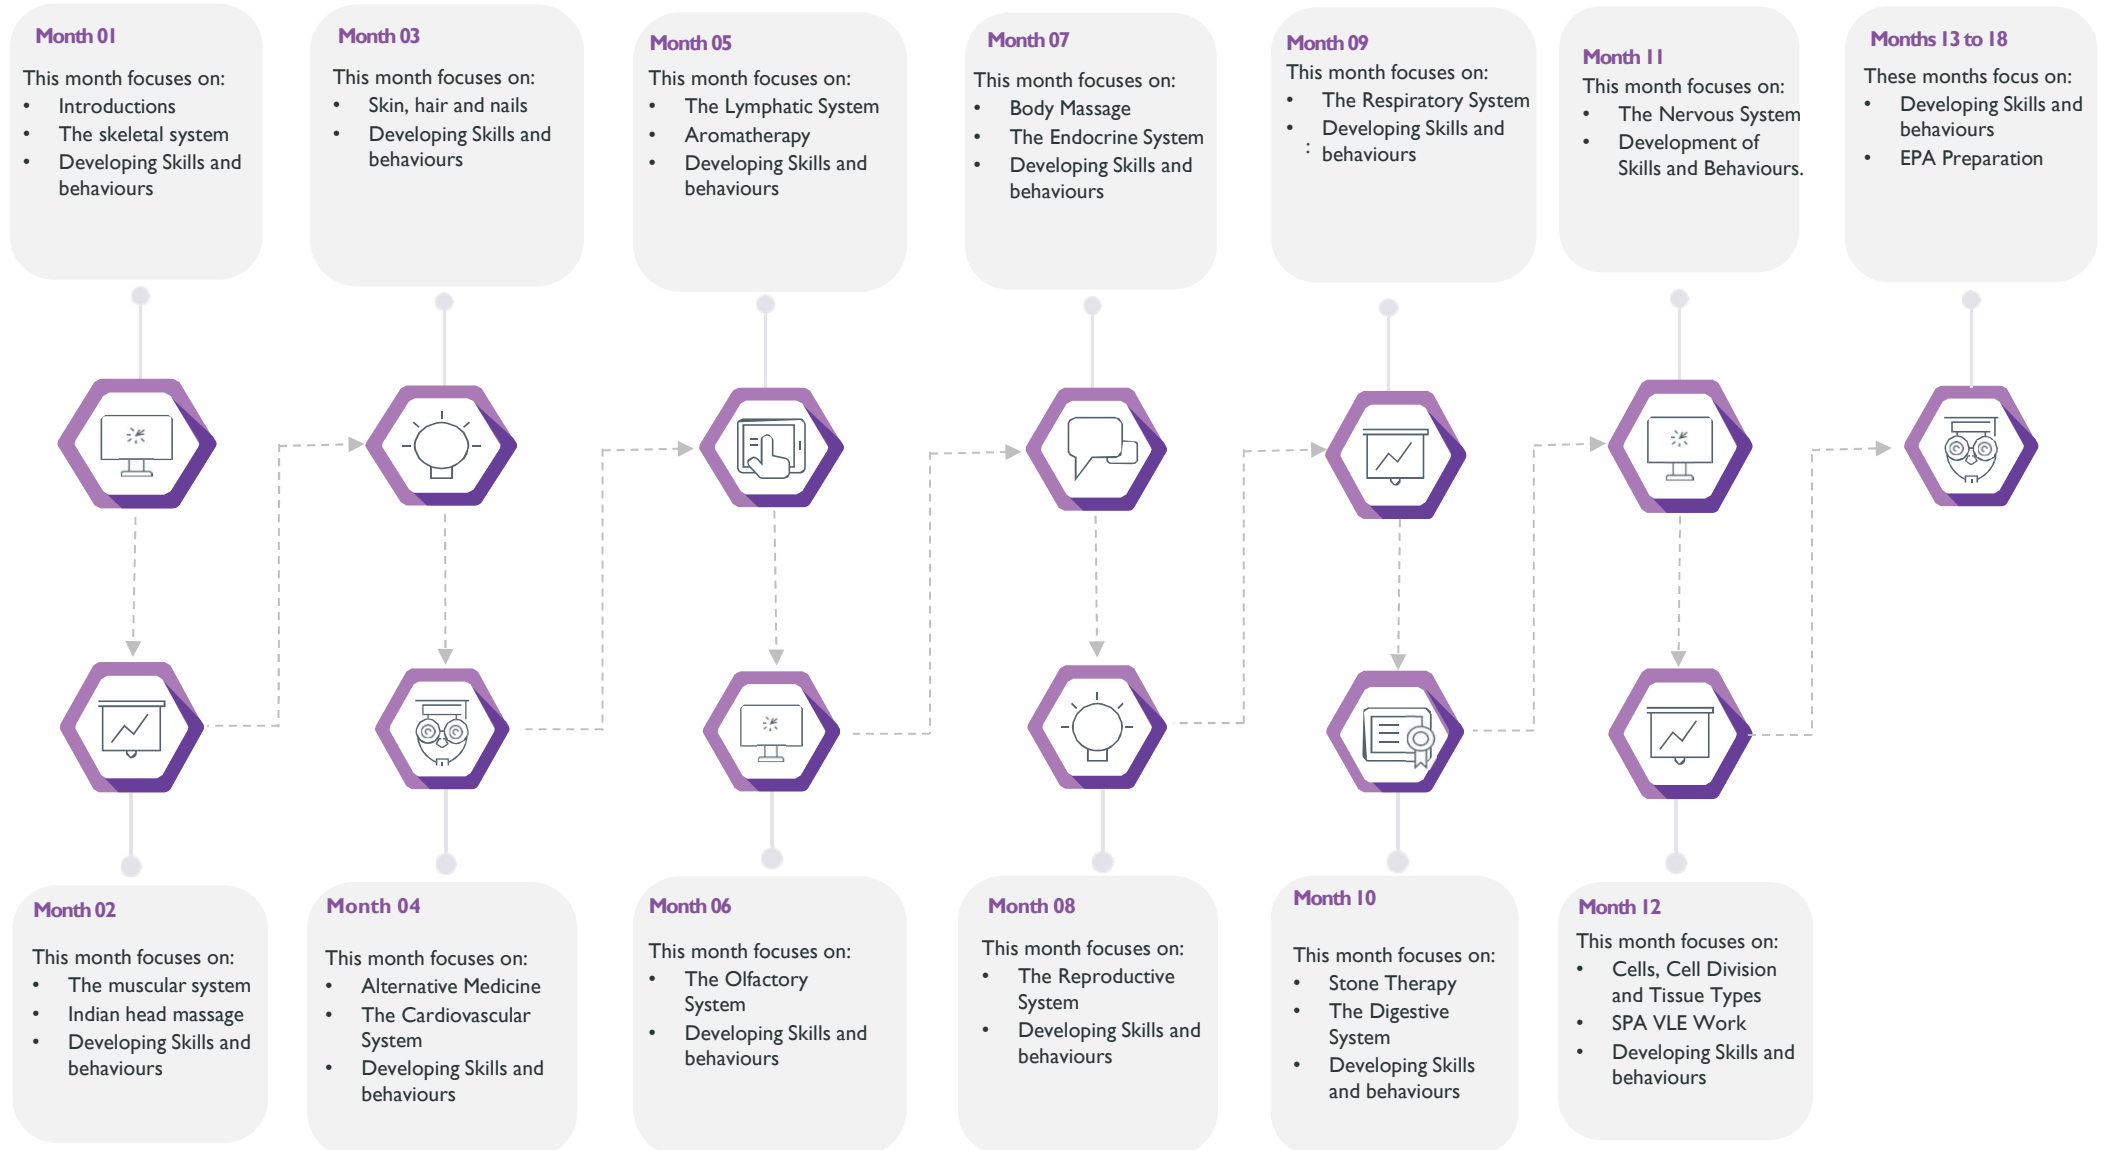 Month 01
This month focuses on:
• Introductions
• The skeletal system
• Developing Skills and
behaviours
Month 03
This month focuses on:
• Skin, hair and nails
• Developing Skills and
behaviours
Month 05
This month focuses on:
• The Lymphatic System
• Aromatherapy
• Developing Skills and
behaviours
Month 07
This month focuses on:
• Body Massage
• The Endocrine System
• Developing Skills and
behaviours
Month 09
This month focuses on:
• The Respiratory System
• Developing Skills and
: behaviours
Month 11
This month focuses on:
• The Nervous System
• Development of
Skills and Behaviours.
Months 13 to 18
These months focus on:
• Developing Skills and
behaviours
• EPA Preparation
Month 02
This month focuses on:
• The muscular system
• Indian head massage
• Developing Skills and
behaviours
Month 04
This month focuses on:
• Alternative Medicine
• The Cardiovascular
System
• Developing Skills and
behaviours
Month 06
This month focuses on:
• The Olfactory
System
• Developing Skills and
behaviours
Month 08
This month focuses on:
• The Reproductive
System
• Developing Skills and
behaviours
Month 10
This month focuses on:
• Stone Therapy
• The Digestive
System
• Developing Skills
and behaviours
Month 12
This month focuses on:
• Cells, Cell Division
and Tissue Types
• SPA VLE Work
• Developing Skills and
behaviours